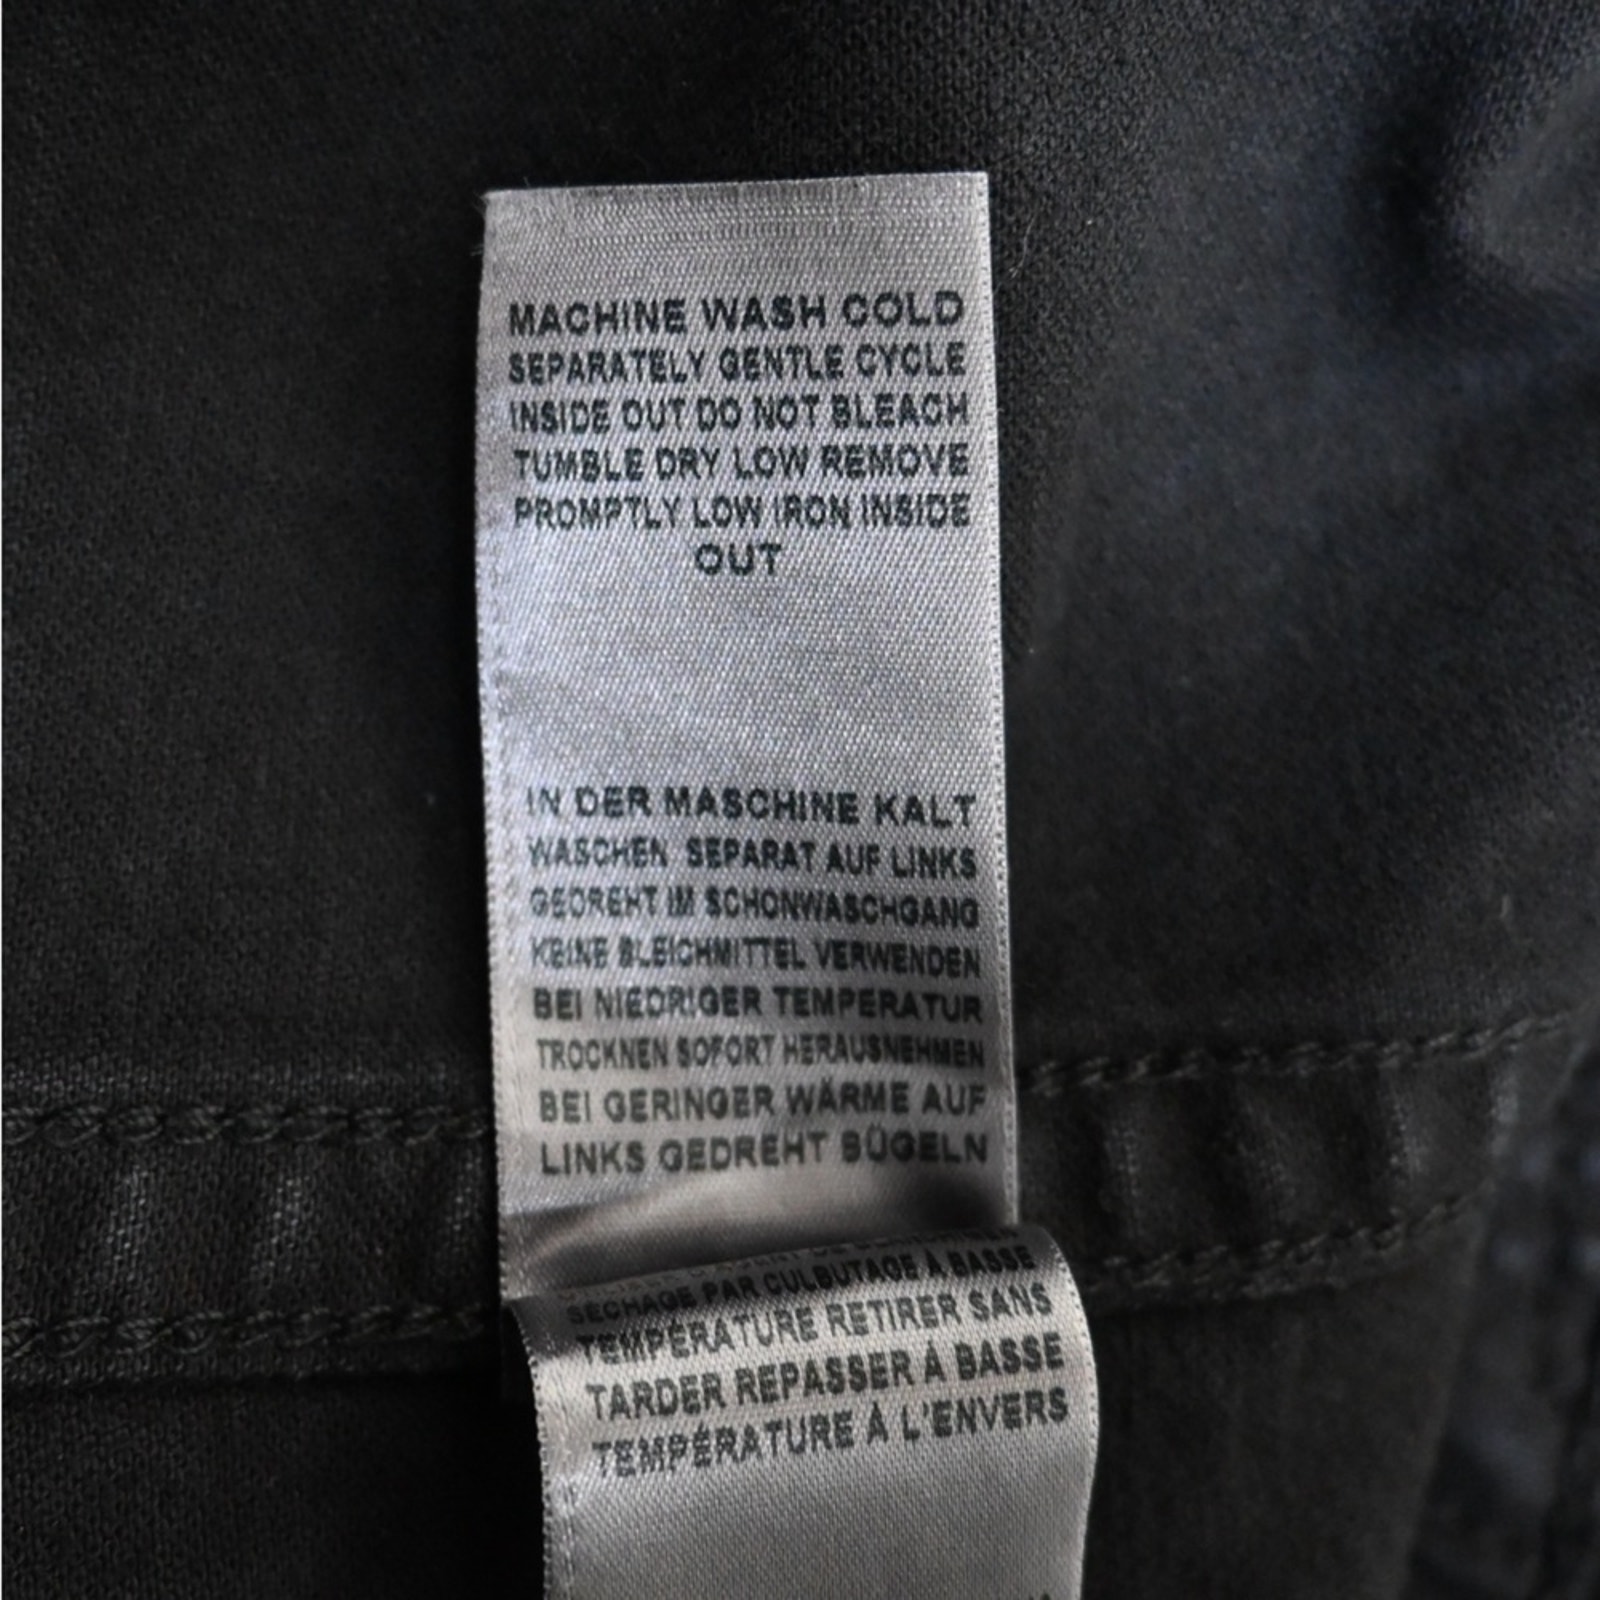 MACHINE WASH COLD
SEPARATELY GENTLE CYCLE
INSIDE OUT DO NOT BLEACH
TUMBLE DRY LOW REMOVE
PROMPTLY LOW IRON INSIDE
OUT
IN DER MASCHINE KALT
WASCHEN SEPARAT AUF LINKS
GEDREHT IM SCHONWASCHGANG
KEINE BLEICHMITTEL VERWENDEN
BEI NIEDRIGER TEMPERATUR
TROCKNEN SOFORT HERAUSNEHMEN
BEI GERINGER WÄRME AUF
LINKS GEDREHT BÜGELN
SÉCHAGE PAR CULBUTAGE À BASSE
TEMPÉRATURE RETIRER SANS
TARDER REPASSER À BASSE
TEMPÉRATURE À L'ENVERS